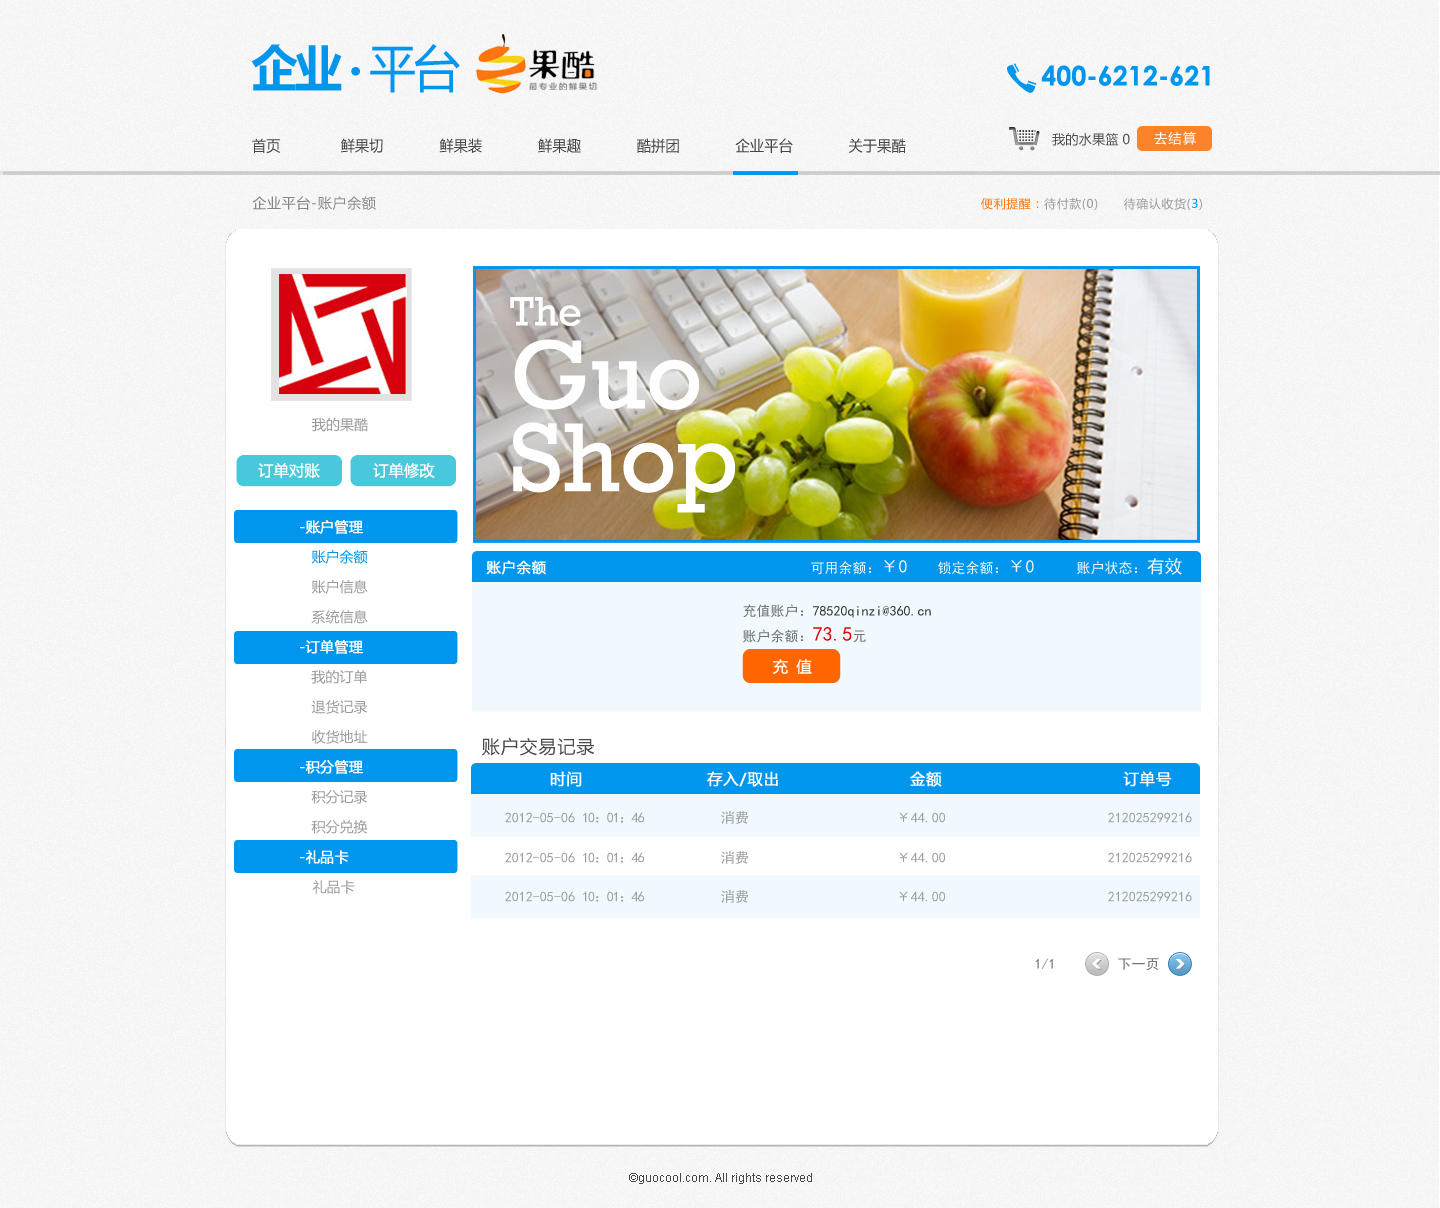 企业·平台 果酷
最专业的鲜果切
400-6212-621
首页 鲜果切 鲜果装 鲜果趣 酷拼团 企业平台 关于果酷
我的水果篮 0 去结算
企业平台-账户余额
便利提醒：待付款(0) 待确认收货(3)
The
Guo
Shop
我的果酷
订单对账 订单修改
-账户管理
账户余额
账户信息
系统信息
-订单管理
我的订单
退货记录
收货地址
-积分管理
积分记录
积分兑换
-礼品卡
礼品卡
账户余额 可用余额：￥0 锁定余额：￥0 账户状态：有效
充值账户：78520qinzi@360.cn
账户余额：73.5元
充 值
账户交易记录
时间 存入/取出 金额 订单号
2012-05-06 10：01：46 消费 ￥44.00 212025299216
2012-05-06 10：01：46 消费 ￥44.00 212025299216
2012-05-06 10：01：46 消费 ￥44.00 212025299216
1/1 下一页
©guocool.com. All rights reserved